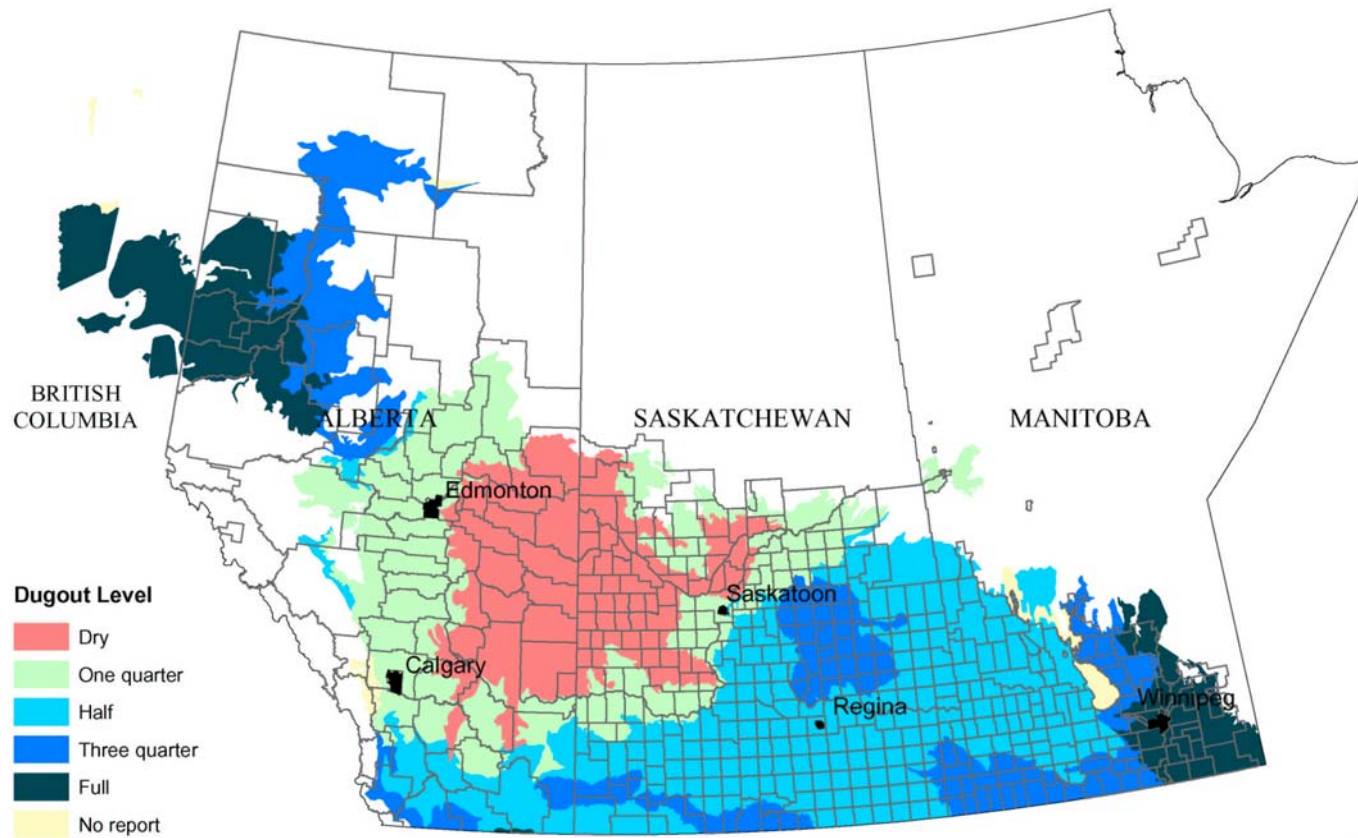 BRITISH
COLUMBIA
ALBERTA
SASKATCHEWAN
MANITOBA
Edmonton
Saskatoon
Calgary
Regina
Winnipeg
Dugout Level
Dry
One quarter
Half
Three quarter
Full
No report